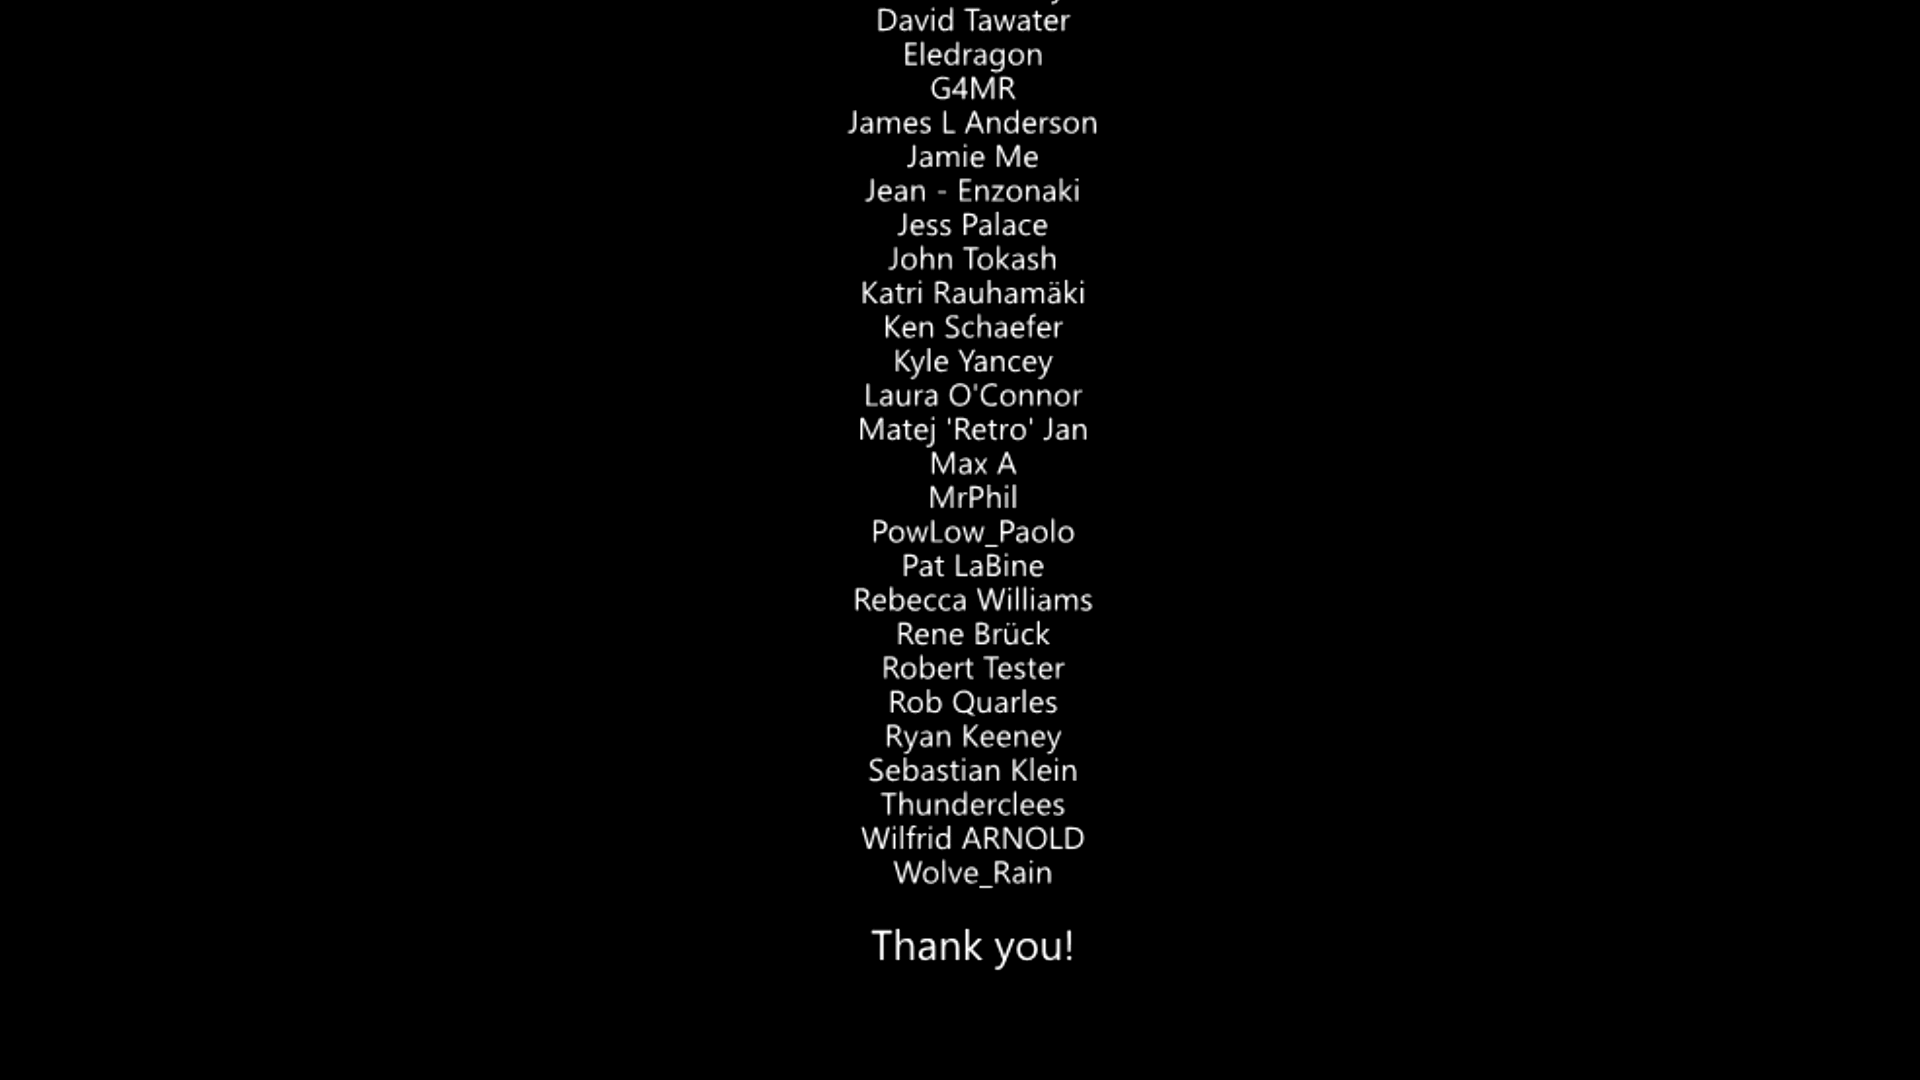 David Tawater
Eledragon
G4MR
James L Anderson
Jamie Me
Jean - Enzonaki
Jess Palace
John Tokash
Katri Rauhamäki
Ken Schaefer
Kyle Yancey
Laura O'Connor
Matej 'Retro' Jan
Max A
MrPhil
PowLow_Paolo
Pat LaBine
Rebecca Williams
Rene Brück
Robert Tester
Rob Quarles
Ryan Keeney
Sebastian Klein
Thunderclees
Wilfrid ARNOLD
Wolve_Rain
Thank you!